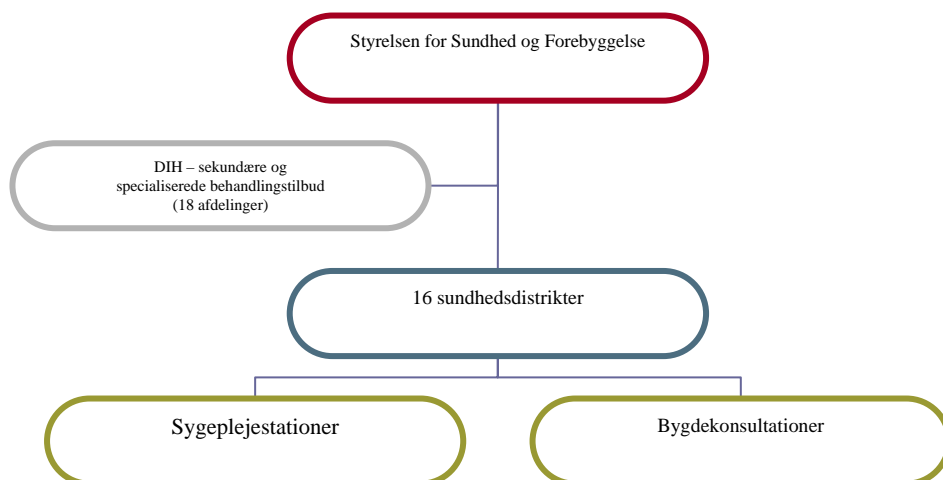 Styrelsen for Sundhed og Forebyggelse
DIH – sekundære og
specialiserede behandlingstilbud
(18 afdelinger)
16 sundhedsdistrikter
Sygeplejestationer
Bygdekonsultationer